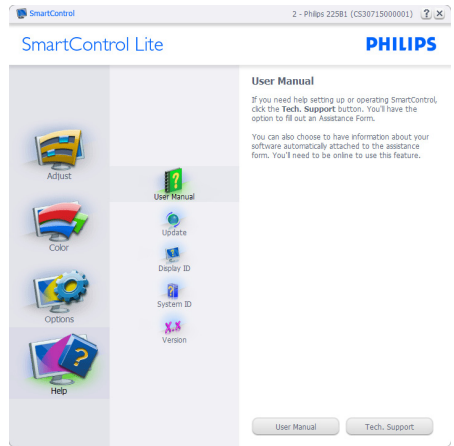 SmartControl
2 - Philips 225B1 (CS30715000001)
? X
SmartControl Lite
PHILIPS
Adjust
Color
Options
Help
User Manual
Update
Display ID
System ID
X.X
Version
User Manual
If you need help setting up or operating SmartControl,
click the Tech. Support button. You'll have the
option to fill out an Assistance Form.
You can also choose to have information about your
software automatically attached to the assistance
form. You'll need to be online to use this feature.
User Manual
Tech. Support